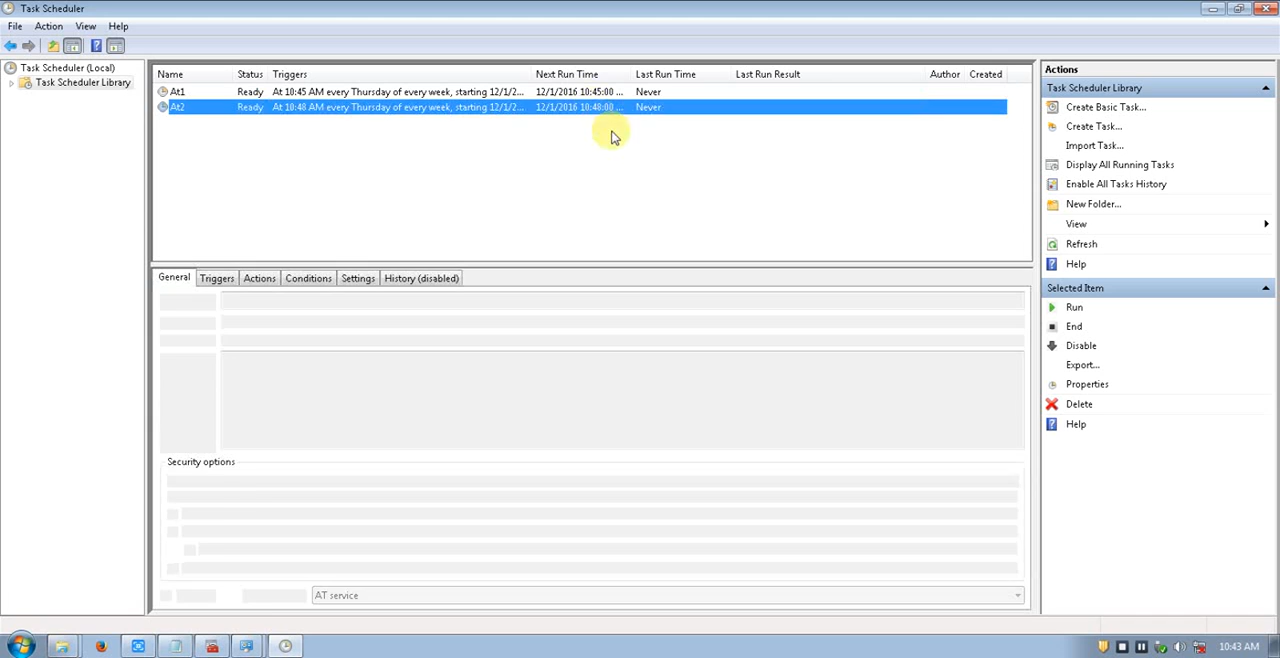 Task Scheduler
File Action View Help
Task Scheduler (Local)
Task Scheduler Library
Name Status Triggers Next Run Time Last Run Time Last Run Result Author Created
At1 Ready At 10:45 AM every Thursday of every week, starting 12/1/2... 12/1/2016 10:45:00 ... Never
At2 Ready At 10:48 AM every Thursday of every week, starting 12/1/2... 12/1/2016 10:48:00 ... Never
General Triggers Actions Conditions Settings History (disabled)
Security options
AT service
Actions
Task Scheduler Library
Create Basic Task...
Create Task...
Import Task...
Display All Running Tasks
Enable All Tasks History
New Folder...
View
Refresh
Help
Selected Item
Run
End
Disable
Export...
Properties
Delete
Help
10:43 AM